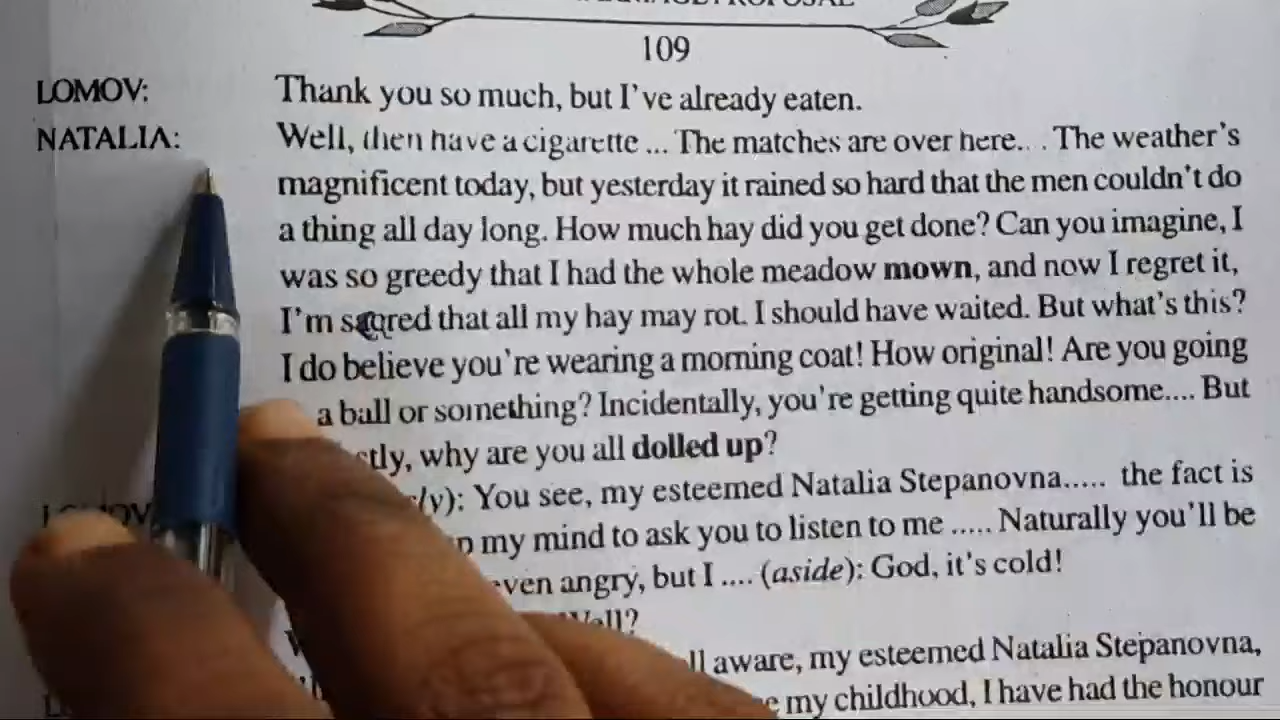 109
LOMOV: Thank you so much, but I've already eaten.
NATALIA: Well, then have a cigarette ... The matches are over here.. . The weather's
magnificent today, but yesterday it rained so hard that the men couldn't do
a thing all day long. How much hay did you get done? Can you imagine, I
was so greedy that I had the whole meadow mown, and now I regret it,
I'm scared that all my hay may rot. I should have waited. But what's this?
I do believe you're wearing a morning coat! How original! Are you going
a ball or something? Incidentally, you're getting quite handsome.... But
why are you all dolled up?
You see, my esteemed Natalia Stepanovna..... the fact is
my mind to ask you to listen to me ..... Naturally you'll be
even angry, but I .... (aside): God, it's cold!
Well?
aware, my esteemed Natalia Stepanovna,
my childhood, I have had the honour